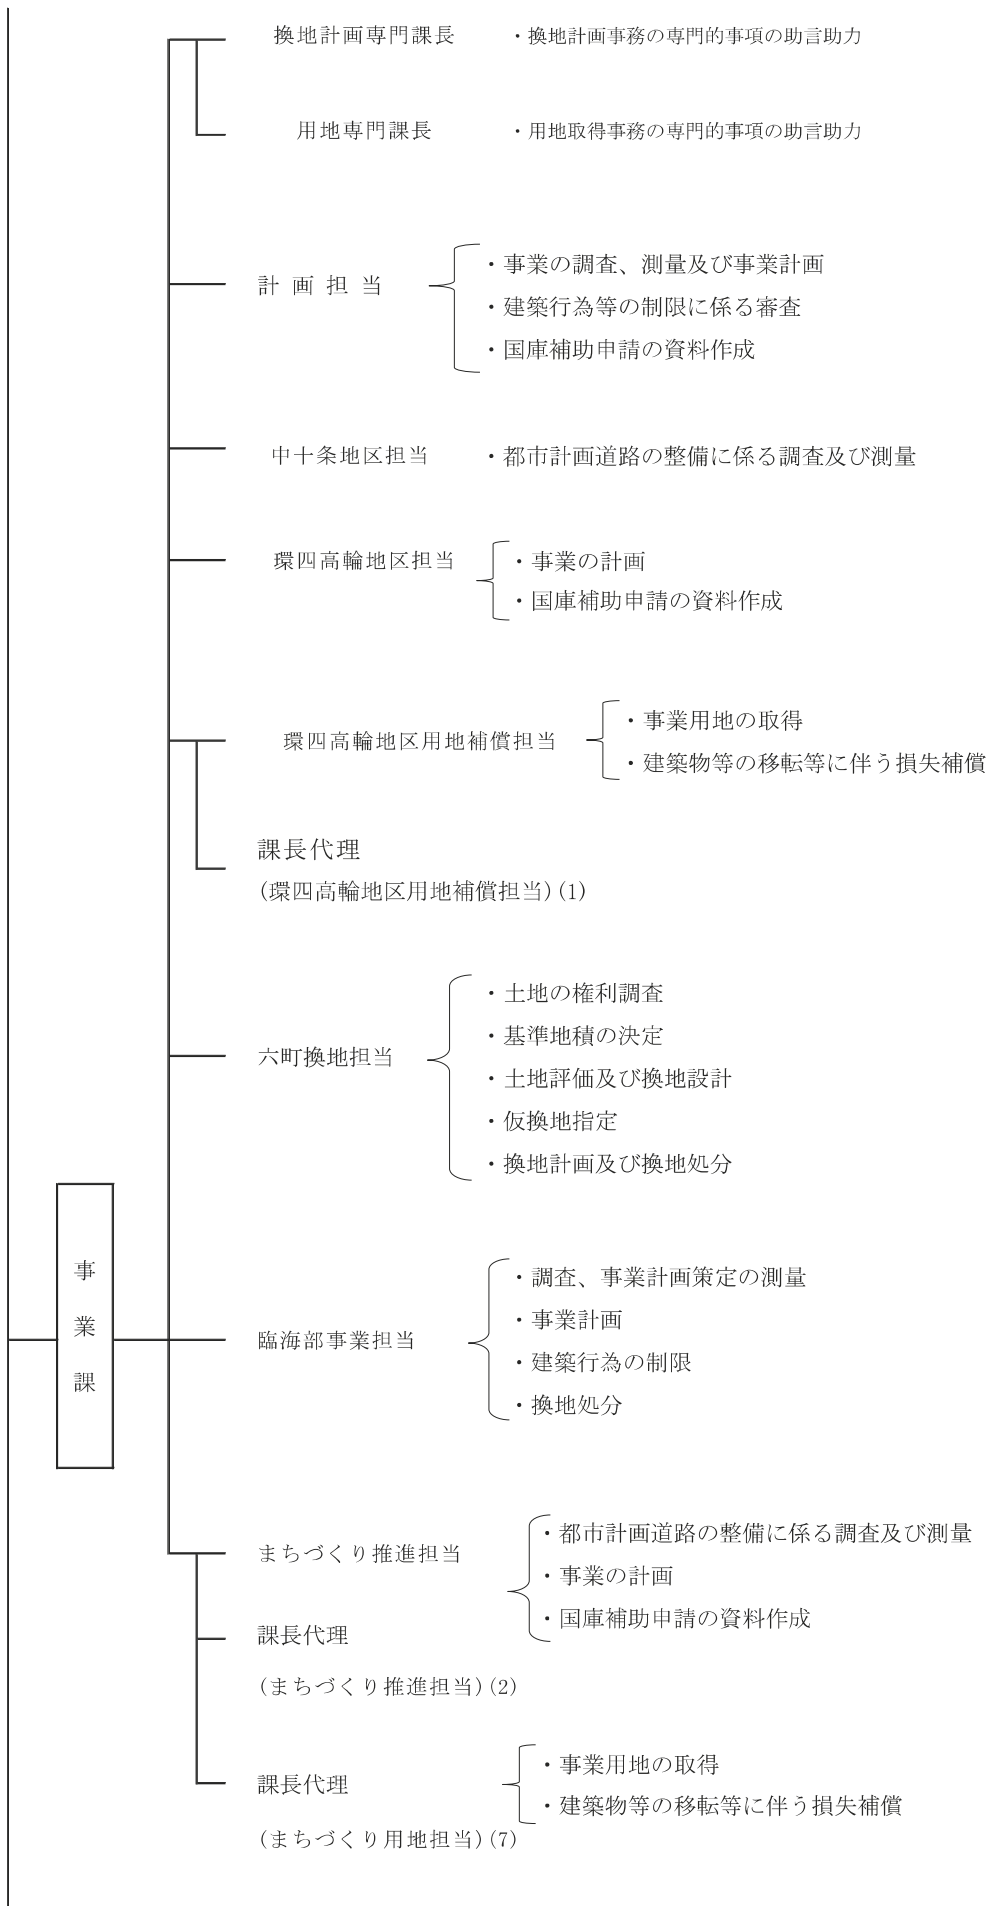 換地計画専門課長 ・換地計画事務の専門的事項の助言助力
用地専門課長 ・用地取得事務の専門的事項の助言助力
計画担当
・事業の調査、測量及び事業計画
・建築行為等の制限に係る審査
・国庫補助申請の資料作成
中十条地区担当 ・都市計画道路の整備に係る調査及び測量
環四高輪地区担当
・事業の計画
・国庫補助申請の資料作成
環四高輪地区用地補償担当
・事業用地の取得
・建築物等の移転等に伴う損失補償
課長代理
(環四高輪地区用地補償担当)(1)
六町換地担当
・土地の権利調査
・基準地積の決定
・土地評価及び換地設計
・仮換地指定
・換地計画及び換地処分
事業課
臨海部事業担当
・調査、事業計画策定の測量
・事業計画
・建築行為の制限
・換地処分
まちづくり推進担当
・都市計画道路の整備に係る調査及び測量
・事業の計画
・国庫補助申請の資料作成
課長代理
(まちづくり推進担当)(2)
課長代理
・事業用地の取得
・建築物等の移転等に伴う損失補償
(まちづくり用地担当)(7)